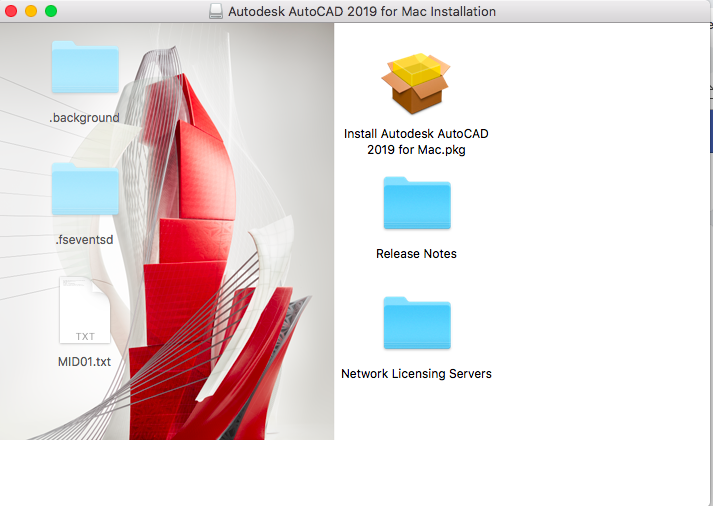 Autodesk AutoCAD 2019 for Mac Installation
.background
Install Autodesk AutoCAD
2019 for Mac.pkg
.fseventsd
Release Notes
TXT
MID01.txt
Network Licensing Servers